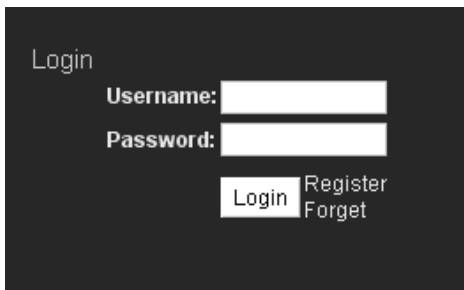 Login
Username:
Password:
Login Register
Forget